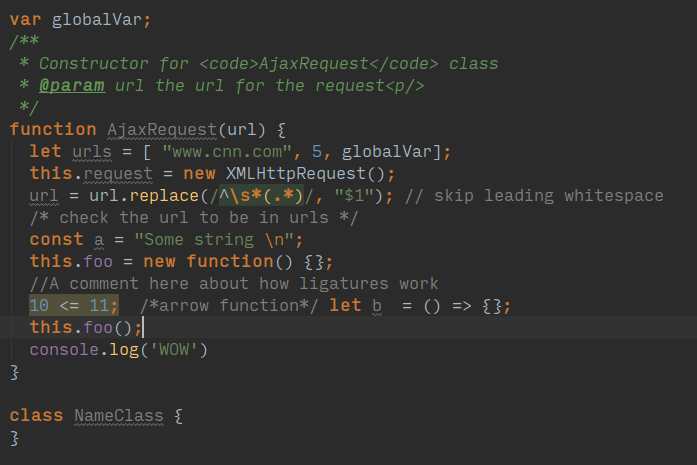 var globalVar;
/**
 * Constructor for <code>AjaxRequest</code> class
 * @param url the url for the request<p/>
 */
function AjaxRequest(url) {
  let urls = [ "www.cnn.com", 5, globalVar];
  this.request = new XMLHttpRequest();
  url = url.replace(/^\s*(.*)/, "$1"); // skip leading whitespace
  /* check the url to be in urls */
  const a = "Some string \n";
  this.foo = new function() {};
  //A comment here about how ligatures work
  10 <= 11;  /*arrow function*/ let b  = () => {};
  this.foo();
  console.log('WOW')
}

class NameClass {
}